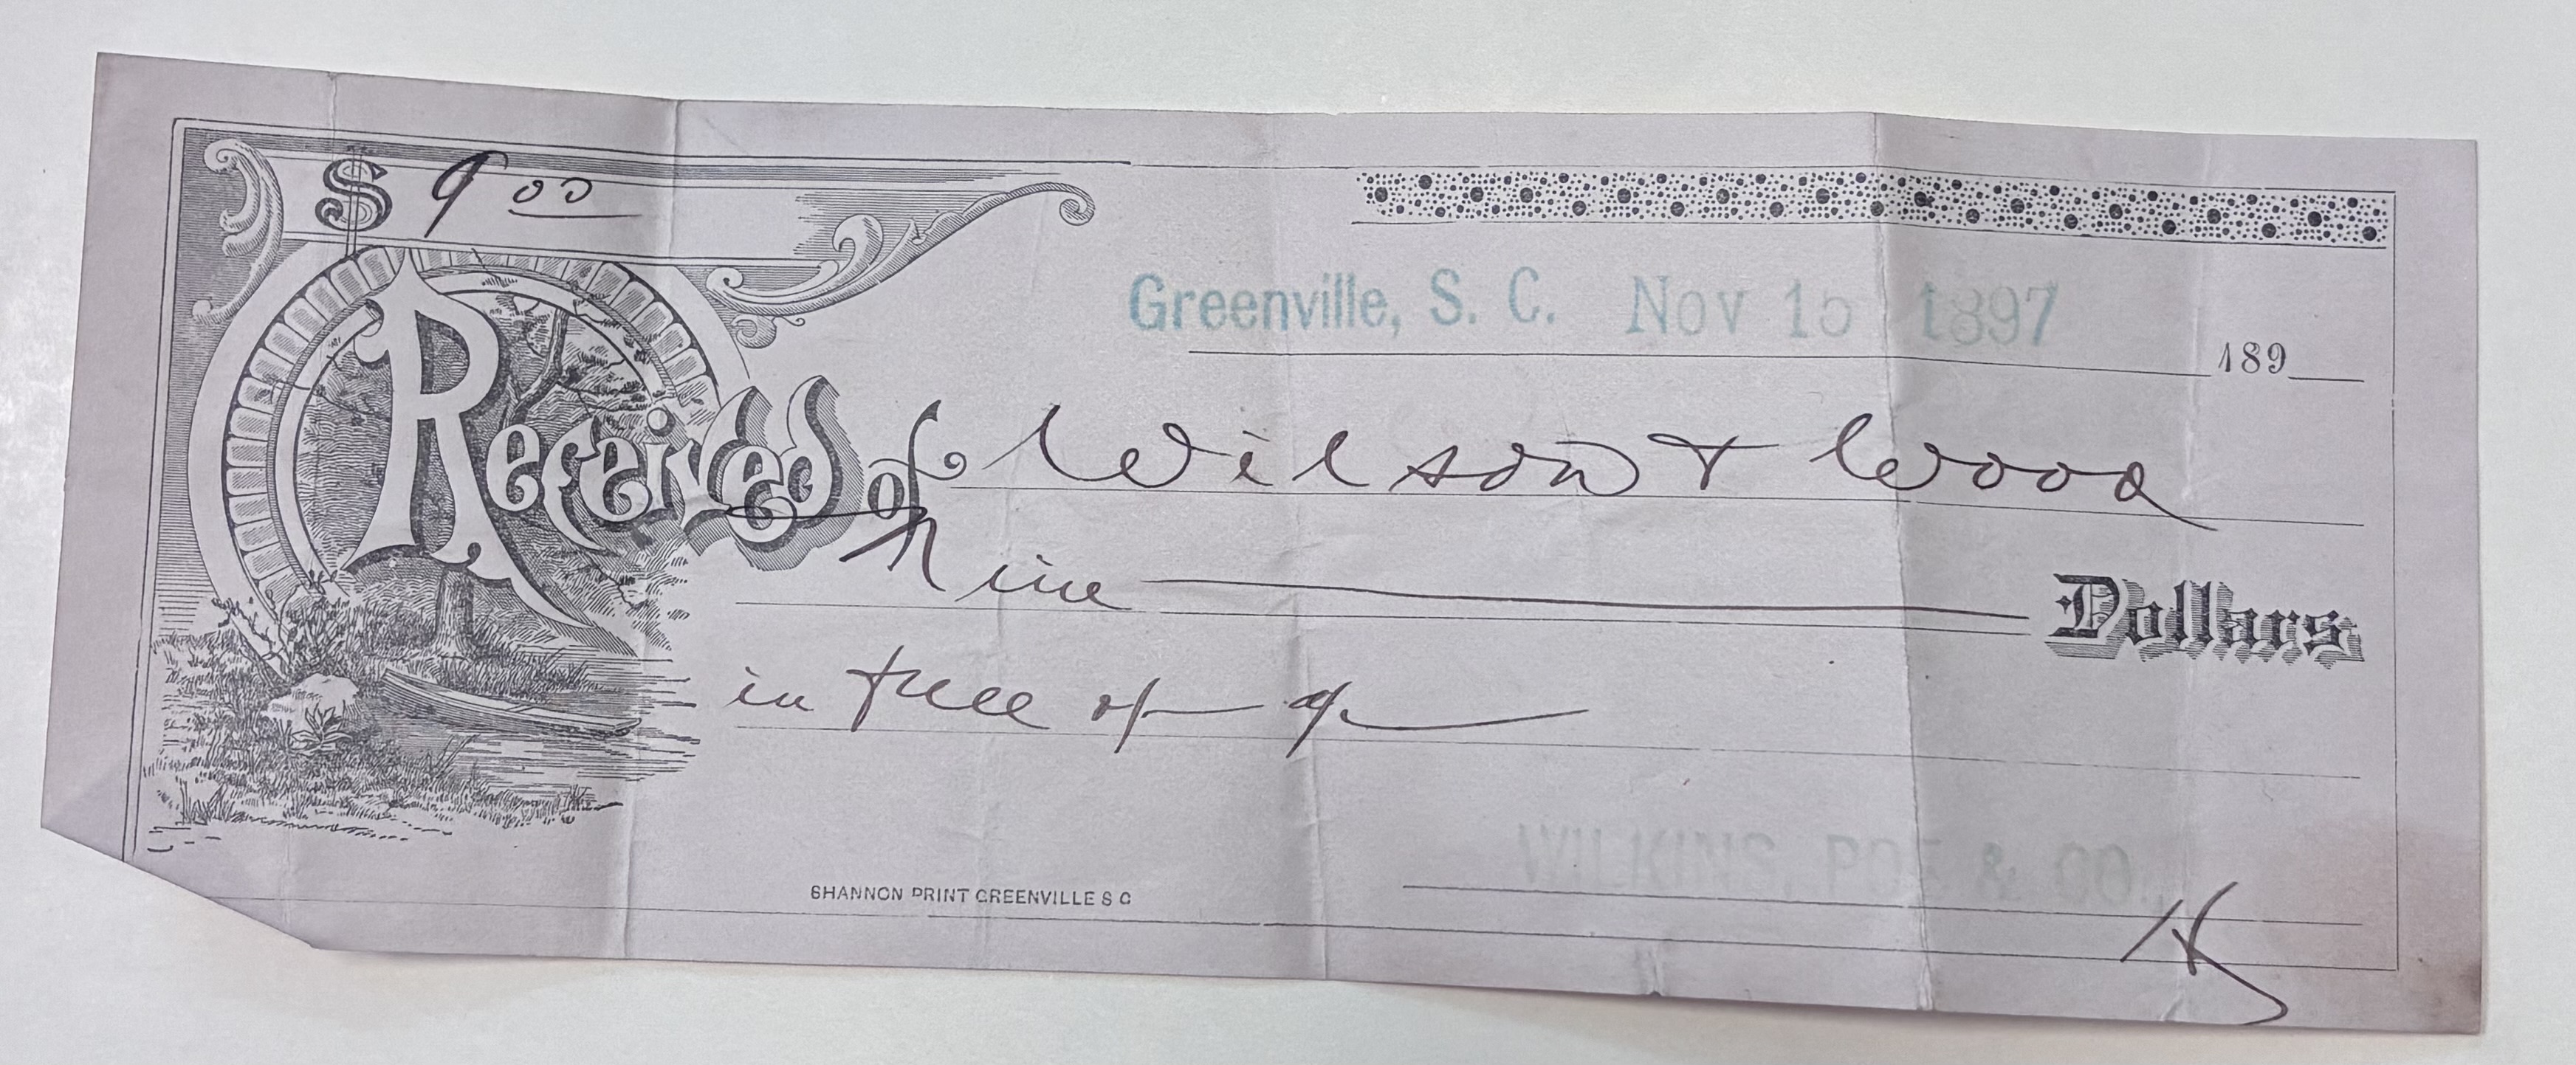 $ 9 00
Greenville, S. C. Nov 15 1897
189
Received of Wilson & Wood
Nine Dollars
in full of
WILKINS, POE & CO.,
SHANNON PRINT GREENVILLE S C